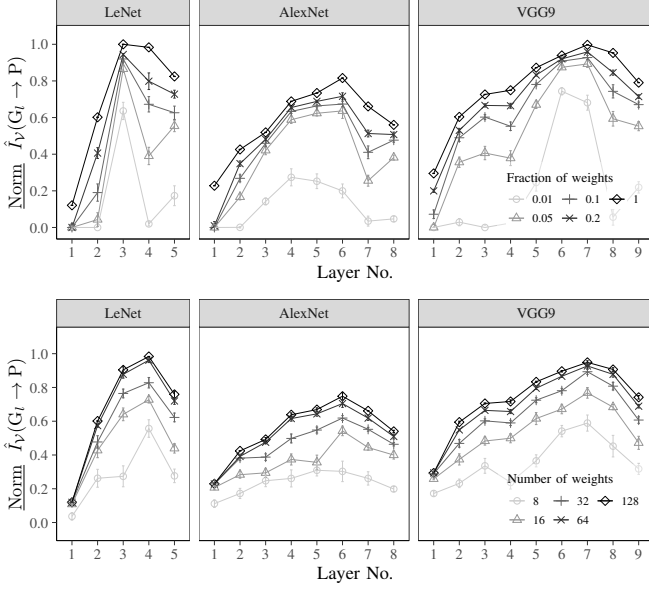 LeNet AlexNet VGG9
Norm Î_𝒱(G_l → P)
1.0
0.8
0.6
0.4
0.2
0.0
Fraction of weights
0.01 0.1 1
0.05 0.2
1 2 3 4 5 1 2 3 4 5 6 7 8 1 2 3 4 5 6 7 8 9
Layer No.
LeNet AlexNet VGG9
Norm Î_𝒱(G_l → P)
1.0
0.8
0.6
0.4
0.2
0.0
Number of weights
8 32 128
16 64
1 2 3 4 5 1 2 3 4 5 6 7 8 1 2 3 4 5 6 7 8 9
Layer No.